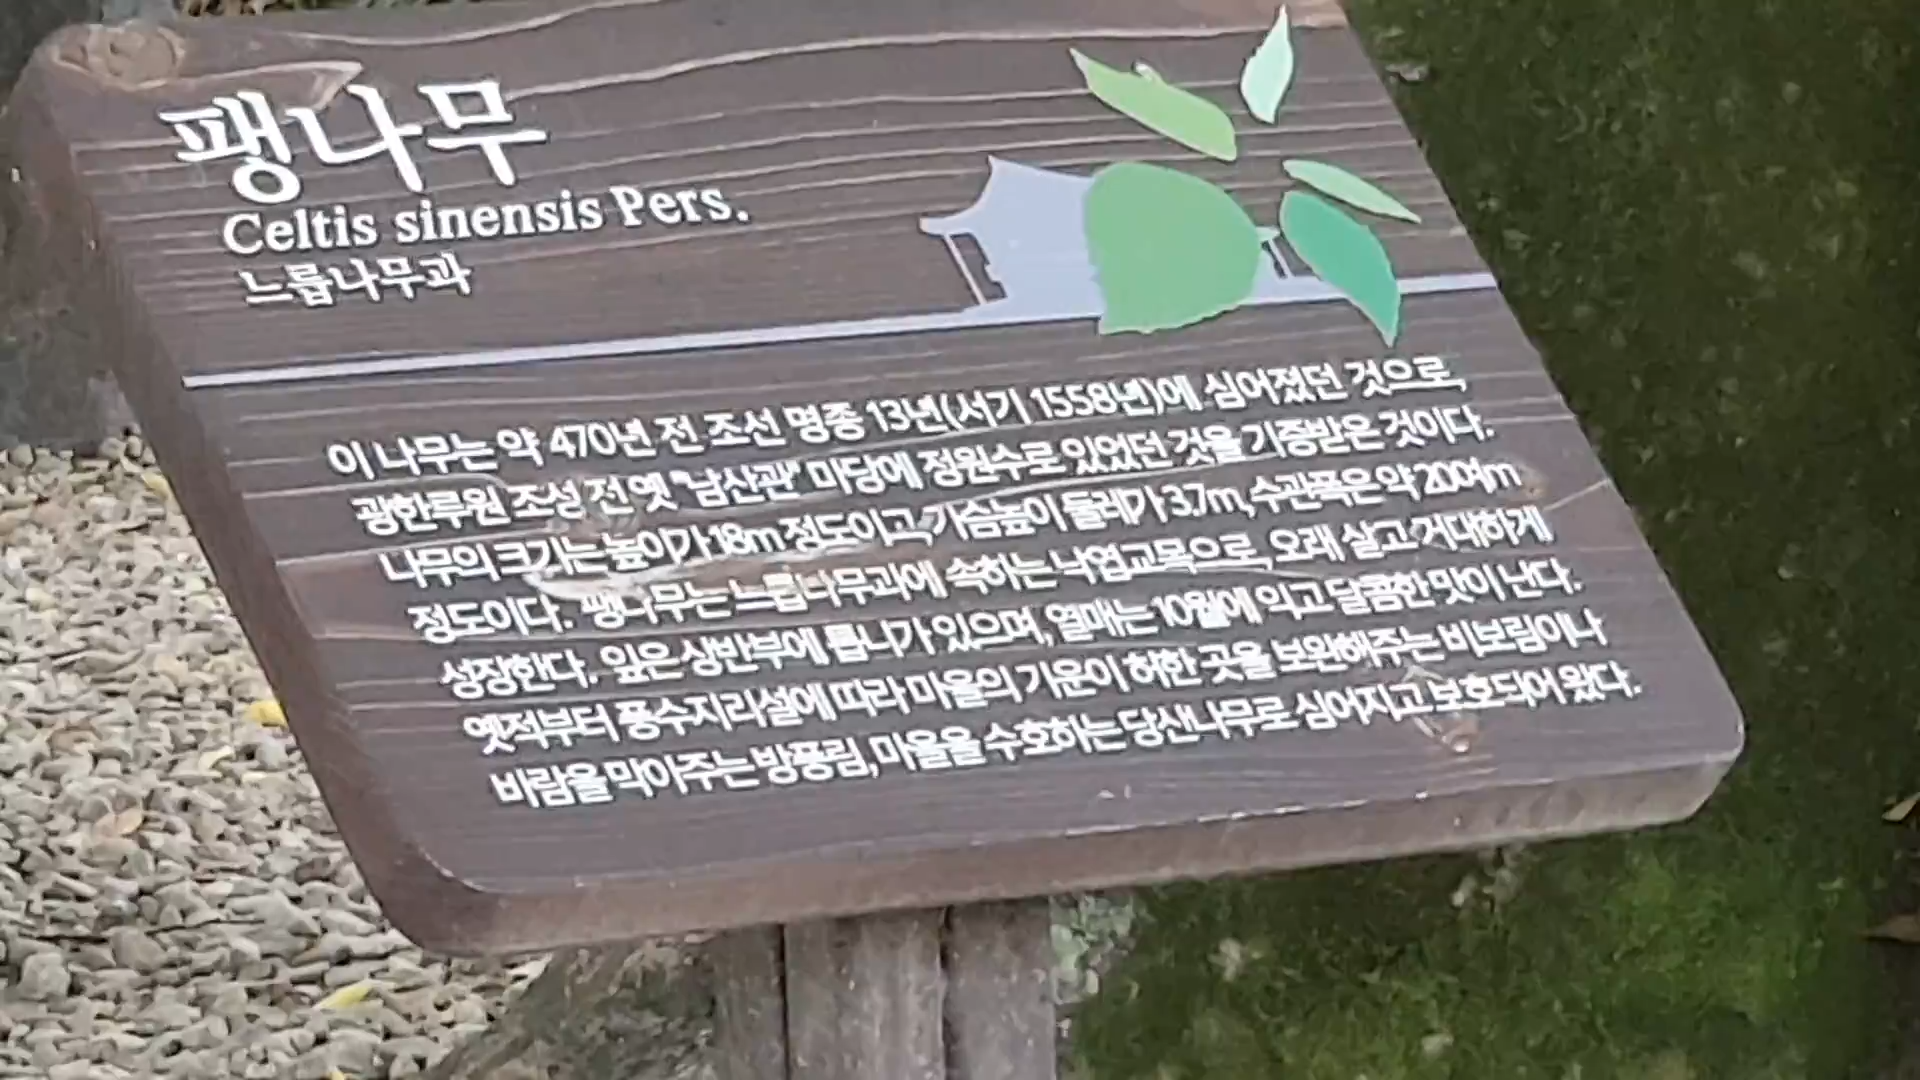 팽나무
Celtis sinensis Pers.
느릅나무과
이 나무는 약 470년 전 조선 명종 13년(서기 1558년)에 심어졌던 것으로,
광한루원 조성 전 옛 "남산관" 마당에 정원수로 있었던 것을 기증받은 것이다.
나무의 크기는 높이가 18m 정도이고, 가슴높이 둘레가 3.7m, 수관폭은 약 200여m
정도이다. 팽나무는 느릅나무과에 속하는 낙엽교목으로, 오래 살고 거대하게
성장한다. 잎은 상반부에 톱니가 있으며, 열매는 10월에 익고 달콤한 맛이 난다.
옛적부터 풍수지리설에 따라 마을의 기운이 허한 곳을 보완해주는 비보림이나
바람을 막아주는 방풍림, 마을을 수호하는 당산나무로 심어지고 보호되어 왔다.